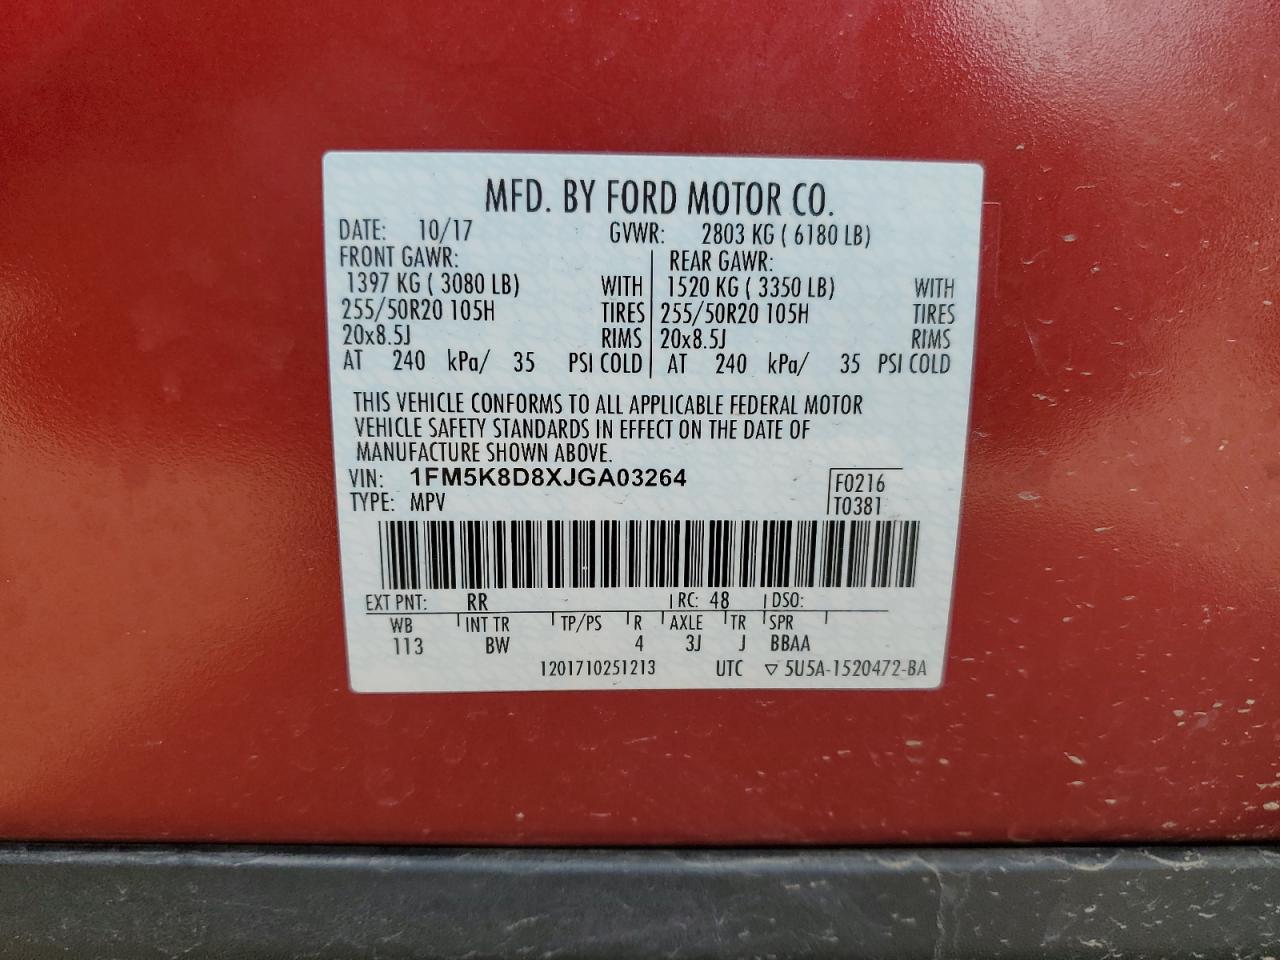 MFD. BY FORD MOTOR CO.
DATE: 10/17 GVWR: 2803 KG ( 6180 LB)
FRONT GAWR: REAR GAWR:
1397 KG ( 3080 LB) WITH 1520 KG ( 3350 LB) WITH
255/50R20 105H TIRES 255/50R20 105H TIRES
20x8.5J RIMS 20x8.5J RIMS
AT 240 kPa/ 35 PSI COLD AT 240 kPa/ 35 PSI COLD
THIS VEHICLE CONFORMS TO ALL APPLICABLE FEDERAL MOTOR
VEHICLE SAFETY STANDARDS IN EFFECT ON THE DATE OF
MANUFACTURE SHOWN ABOVE.
VIN: 1FM5K8D8XJGA03264 F0216
TYPE: MPV T0381
EXT PNT: RR RC: 48 DSO:
WB INT TR TP/PS R AXLE TR SPR
113 BW 4 3J J BBAA
1201710251213 UTC ▽ 5U5A-1520472-BA